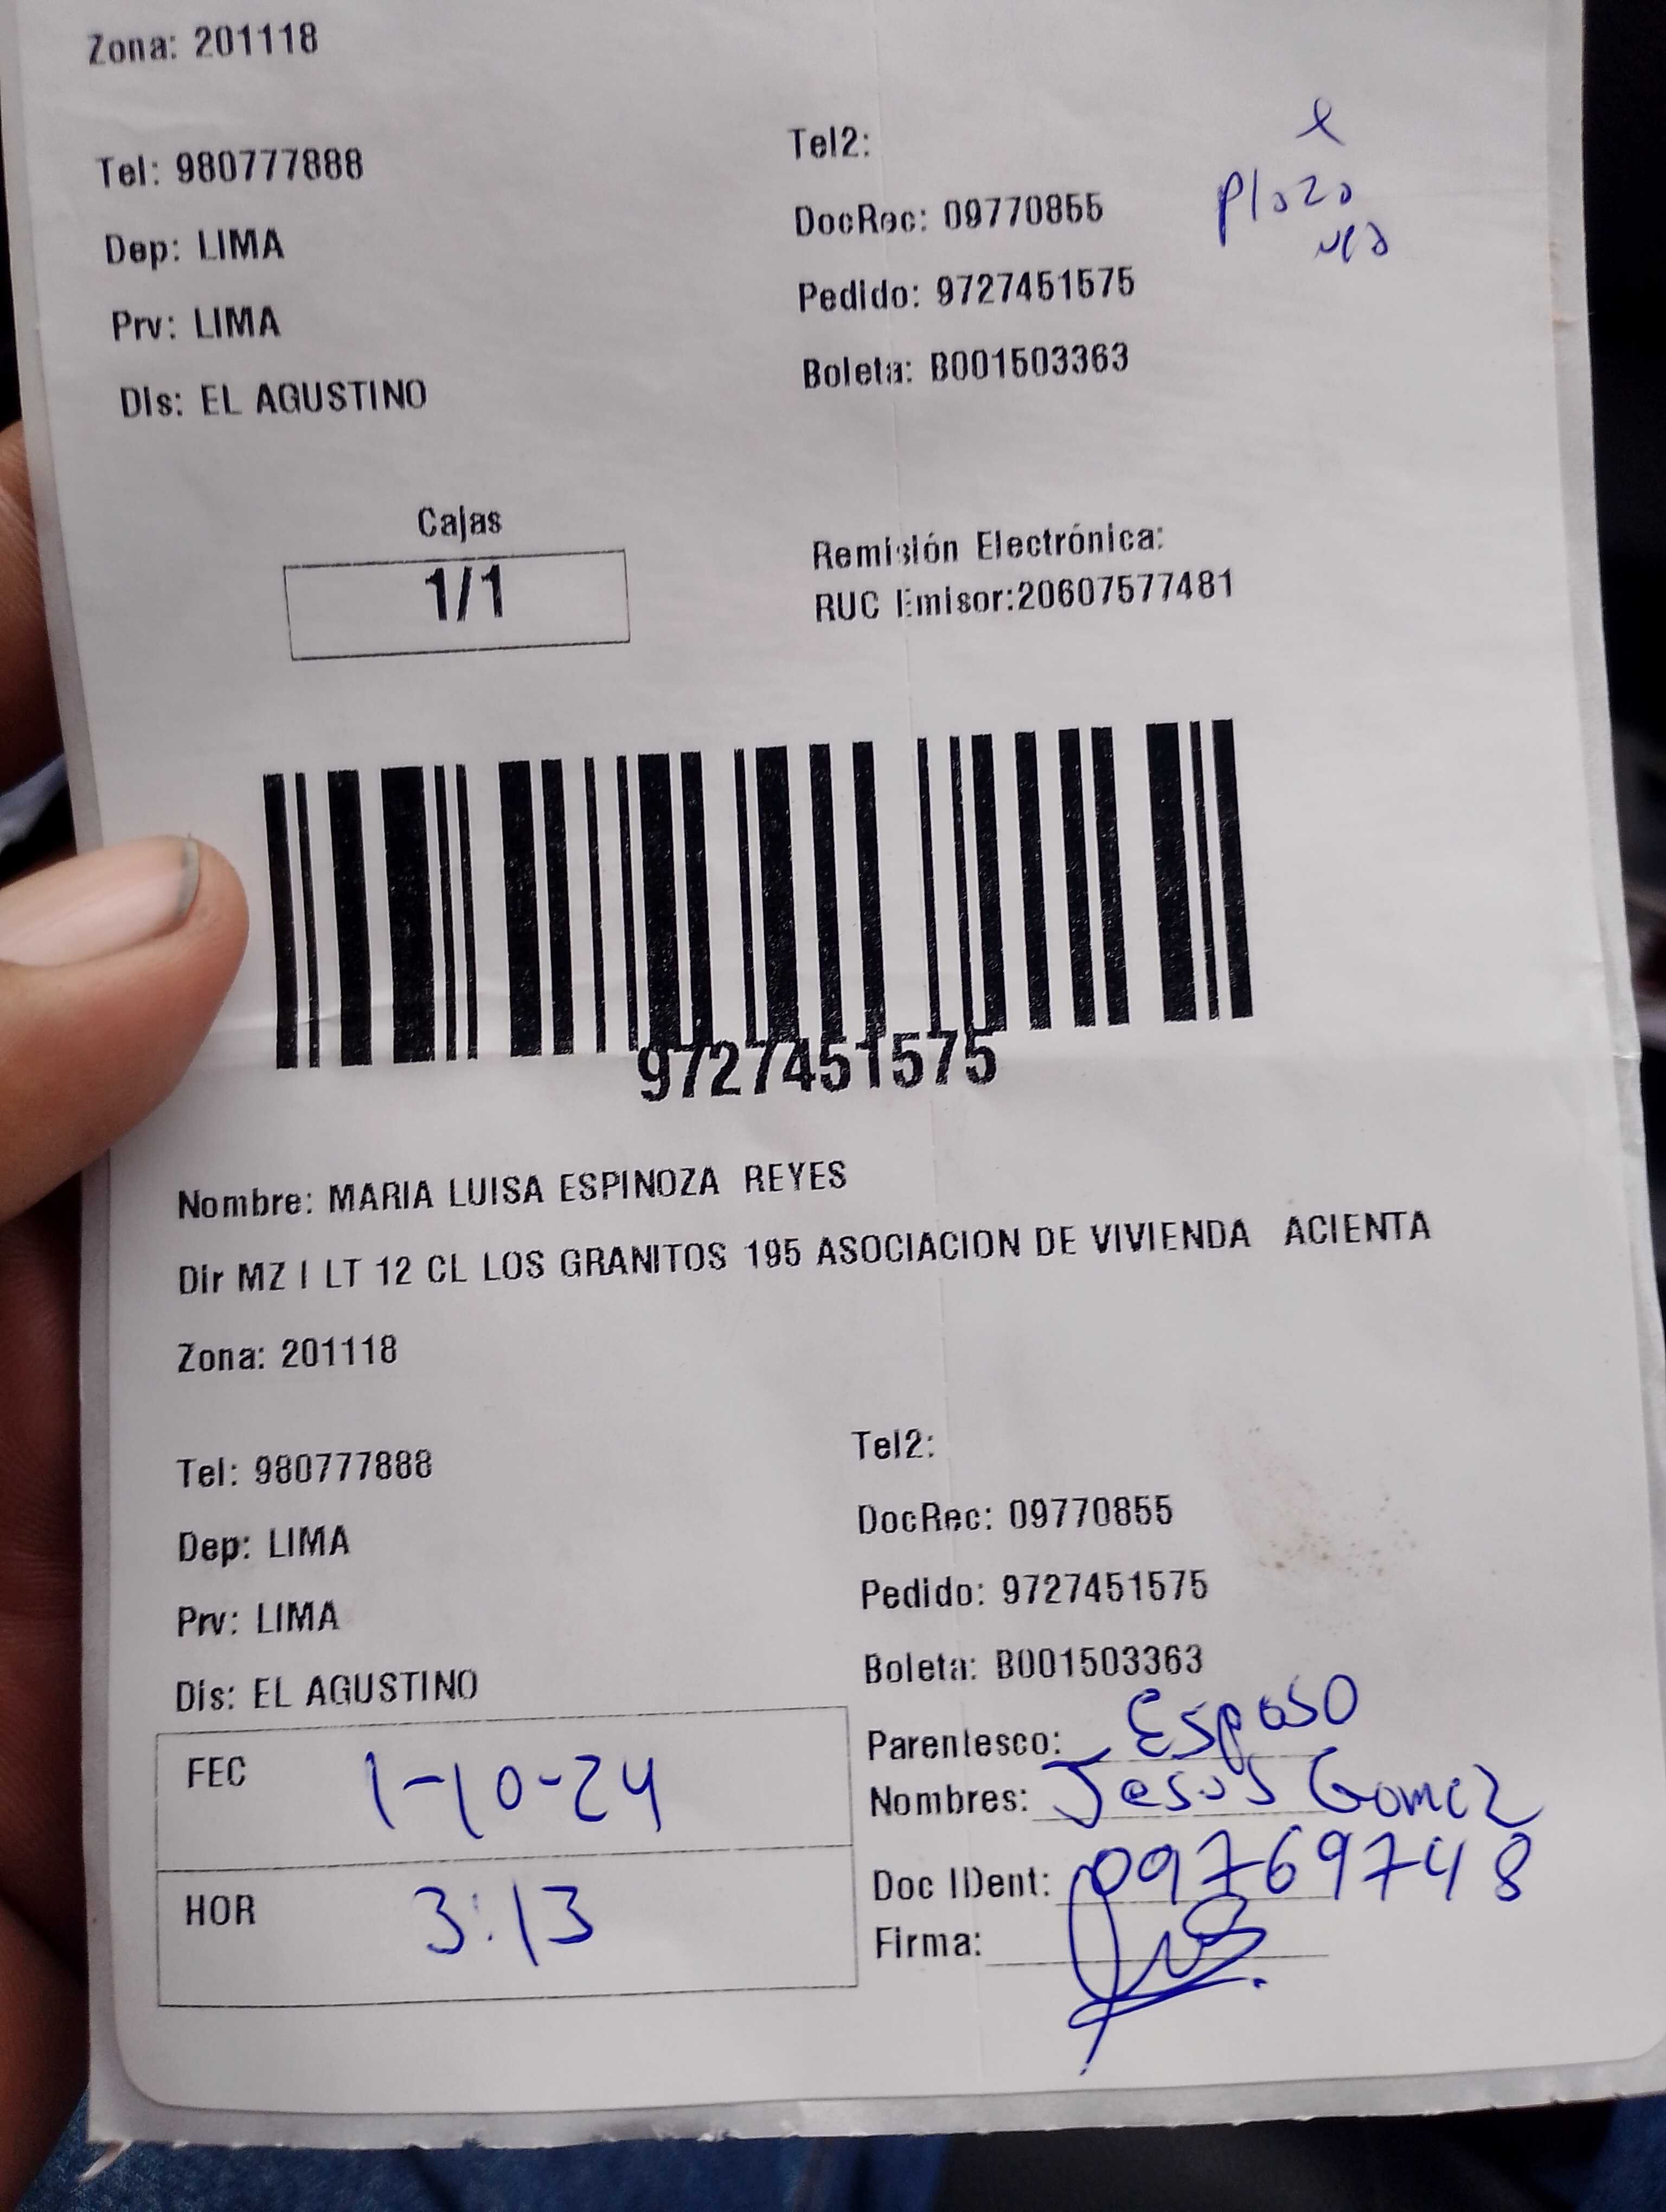 Zona: 201118
Tel: 980777888
Tel2:
Dep: LIMA
DocRec: 09770855
Prv: LIMA
Pedido: 9727451575
Dis: EL AGUSTINO
Boleta: B001503363
Cajas
1/1
Remisión Electrónica:
RUC Emisor:20607577481
9727451575
Nombre: MARIA LUISA ESPINOZA REYES
Dir MZ I LT 12 CL LOS GRANITOS 195 ASOCIACION DE VIVIENDA ACIENTA
Zona: 201118
Tel: 980777888
Tel2:
Dep: LIMA
DocRec: 09770855
Prv: LIMA
Pedido: 9727451575
Dis: EL AGUSTINO
Boleta: B001503363
FEC 1-10-24
HOR 3:13
Parentesco: Esposo
Nombres: Jesus Gomez
Doc IDent: 09769748
Firma: